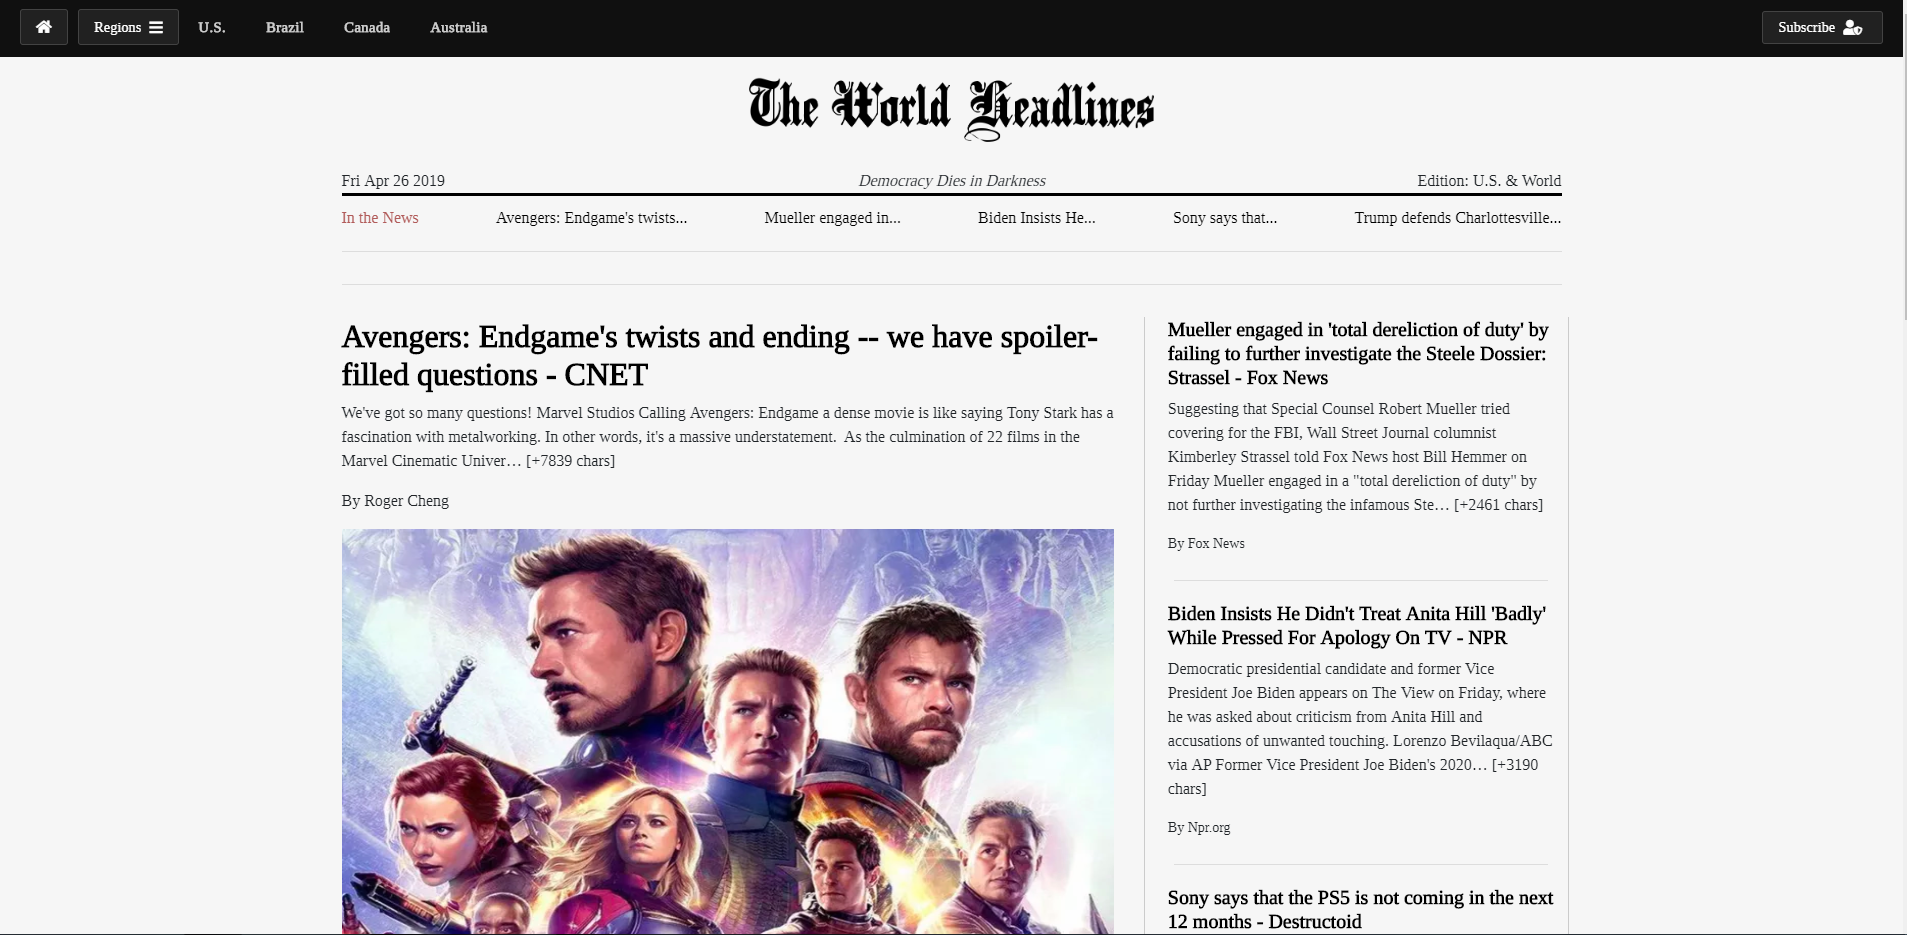 Regions U.S. Brazil Canada Australia Subscribe
The World Headlines
Fri Apr 26 2019 Democracy Dies in Darkness Edition: U.S. & World
In the News Avengers: Endgame's twists... Mueller engaged in... Biden Insists He... Sony says that... Trump defends Charlottesville...
Avengers: Endgame's twists and ending -- we have spoiler-
filled questions - CNET
We've got so many questions! Marvel Studios Calling Avengers: Endgame a dense movie is like saying Tony Stark has a
fascination with metalworking. In other words, it's a massive understatement.  As the culmination of 22 films in the
Marvel Cinematic Univer… [+7839 chars]
By Roger Cheng
Mueller engaged in 'total dereliction of duty' by
failing to further investigate the Steele Dossier:
Strassel - Fox News
Suggesting that Special Counsel Robert Mueller tried
covering for the FBI, Wall Street Journal columnist
Kimberley Strassel told Fox News host Bill Hemmer on
Friday Mueller engaged in a "total dereliction of duty" by
not further investigating the infamous Ste… [+2461 chars]
By Fox News
Biden Insists He Didn't Treat Anita Hill 'Badly'
While Pressed For Apology On TV - NPR
Democratic presidential candidate and former Vice
President Joe Biden appears on The View on Friday, where
he was asked about criticism from Anita Hill and
accusations of unwanted touching. Lorenzo Bevilaqua/ABC
via AP Former Vice President Joe Biden's 2020… [+3190
chars]
By Npr.org
Sony says that the PS5 is not coming in the next
12 months - Destructoid